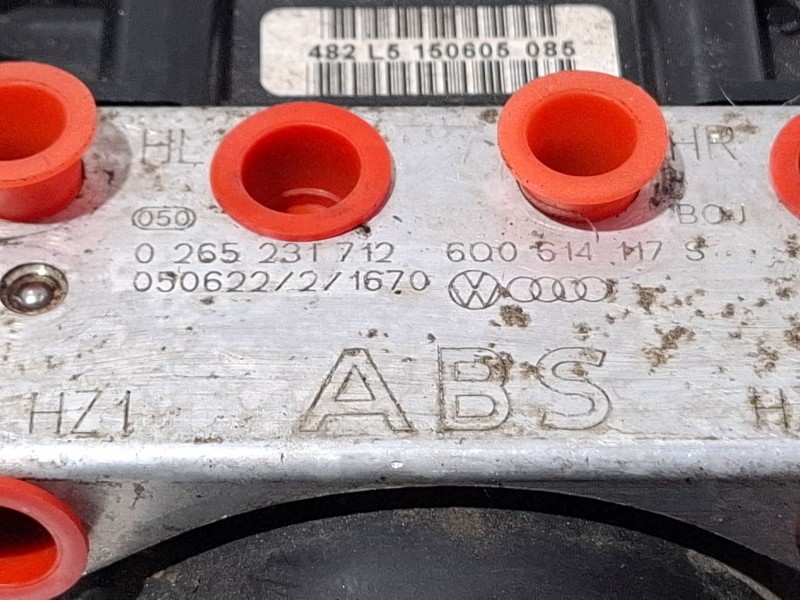 482 L5 150605 085
HL HR
050 BOJ
0 265 231 712 6Q0 614 117 S
050622/2/1670
ABS
HZ1